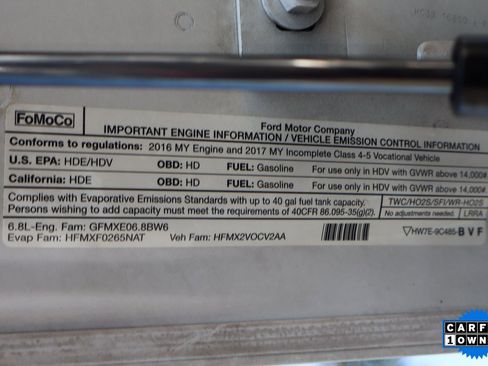 FoMoCo
Ford Motor Company
IMPORTANT ENGINE INFORMATION / VEHICLE EMISSION CONTROL INFORMATION
Conforms to regulations: 2016 MY Engine and 2017 MY Incomplete Class 4-5 Vocational Vehicle
U.S. EPA: HDE/HDV OBD: HD FUEL: Gasoline For use only in HDV with GVWR above 14,000#
California: HDE OBD: HD FUEL: Gasoline For use only in HDV with GVWR above 14,000#
Complies with Evaporative Emissions Standards with up to 40 gal fuel tank capacity.
Persons wishing to add capacity must meet the requirements of 40CFR 86.095-35(g)(2).
TWC/HO2S/SFI/WR-HO2S
No adjustments needed. LRRA
6.8L-Eng. Fam: GFMXE06.8BW6
Evap Fam: HFMXF0265NAT Veh Fam: HFMX2VOCV2AA
HW7E-9C485-BVF
CARF
1 OWN